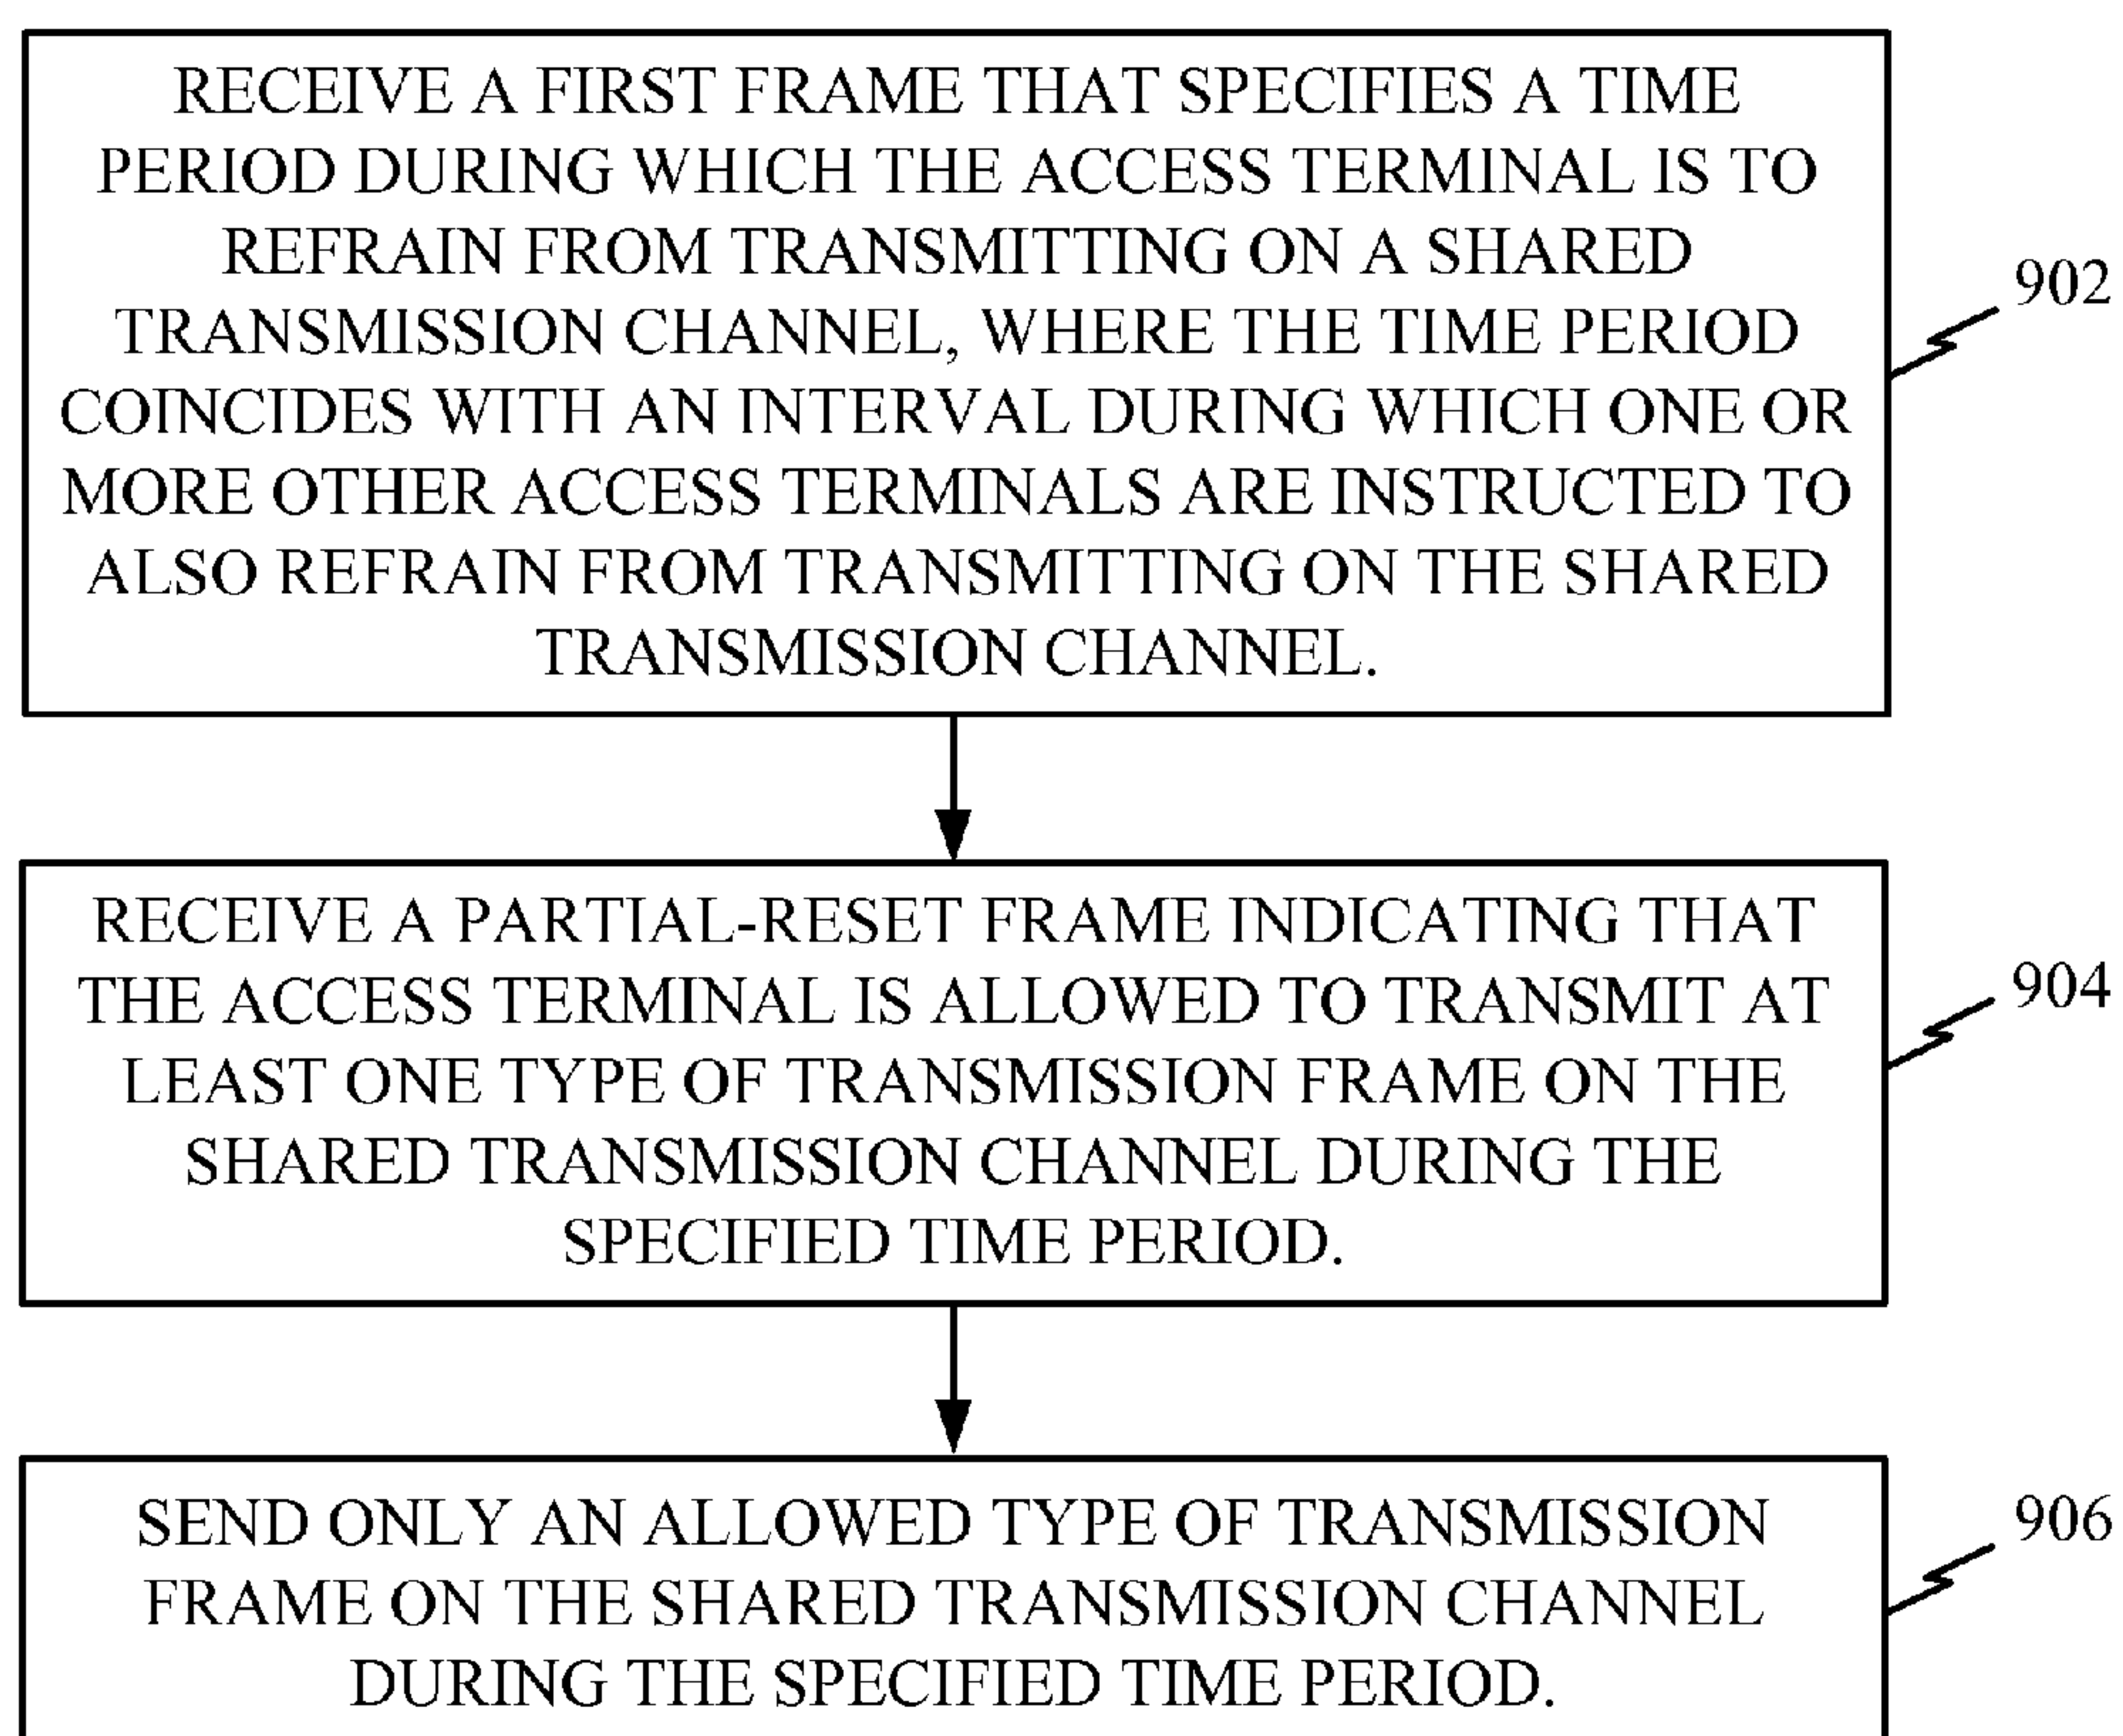 RECEIVE A FIRST FRAME THAT SPECIFIES A TIME
PERIOD DURING WHICH THE ACCESS TERMINAL IS TO
REFRAIN FROM TRANSMITTING ON A SHARED
TRANSMISSION CHANNEL, WHERE THE TIME PERIOD
COINCIDES WITH AN INTERVAL DURING WHICH ONE OR
MORE OTHER ACCESS TERMINALS ARE INSTRUCTED TO
ALSO REFRAIN FROM TRANSMITTING ON THE SHARED
TRANSMISSION CHANNEL.
902
RECEIVE A PARTIAL-RESET FRAME INDICATING THAT
THE ACCESS TERMINAL IS ALLOWED TO TRANSMIT AT
LEAST ONE TYPE OF TRANSMISSION FRAME ON THE
SHARED TRANSMISSION CHANNEL DURING THE
SPECIFIED TIME PERIOD.
904
SEND ONLY AN ALLOWED TYPE OF TRANSMISSION
FRAME ON THE SHARED TRANSMISSION CHANNEL
DURING THE SPECIFIED TIME PERIOD.
906